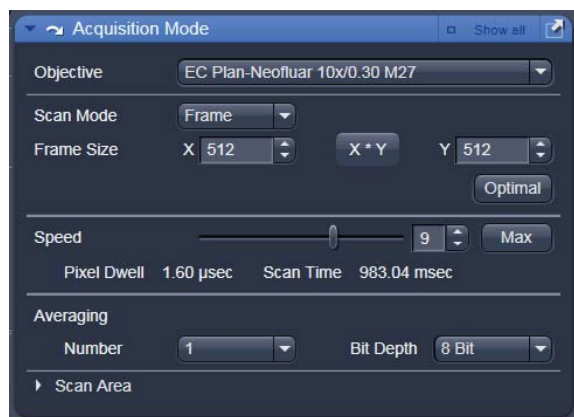 Acquisition Mode Show all
Objective EC Plan-Neofluar 10x/0.30 M27
Scan Mode Frame
Frame Size X 512 X * Y Y 512
Optimal
Speed 9 Max
Pixel Dwell 1.60 µsec Scan Time 983.04 msec
Averaging
Number 1 Bit Depth 8 Bit
Scan Area